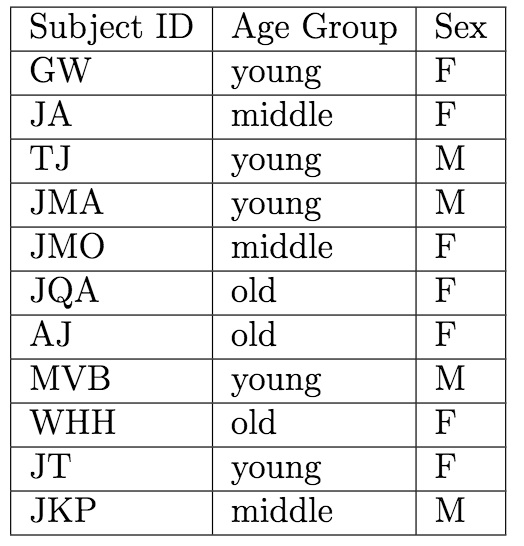 Subject ID Age Group Sex
GW young F
JA middle F
TJ young M
JMA young M
JMO middle F
JQA old F
AJ old F
MVB young M
WHH old F
JT young F
JKP middle M